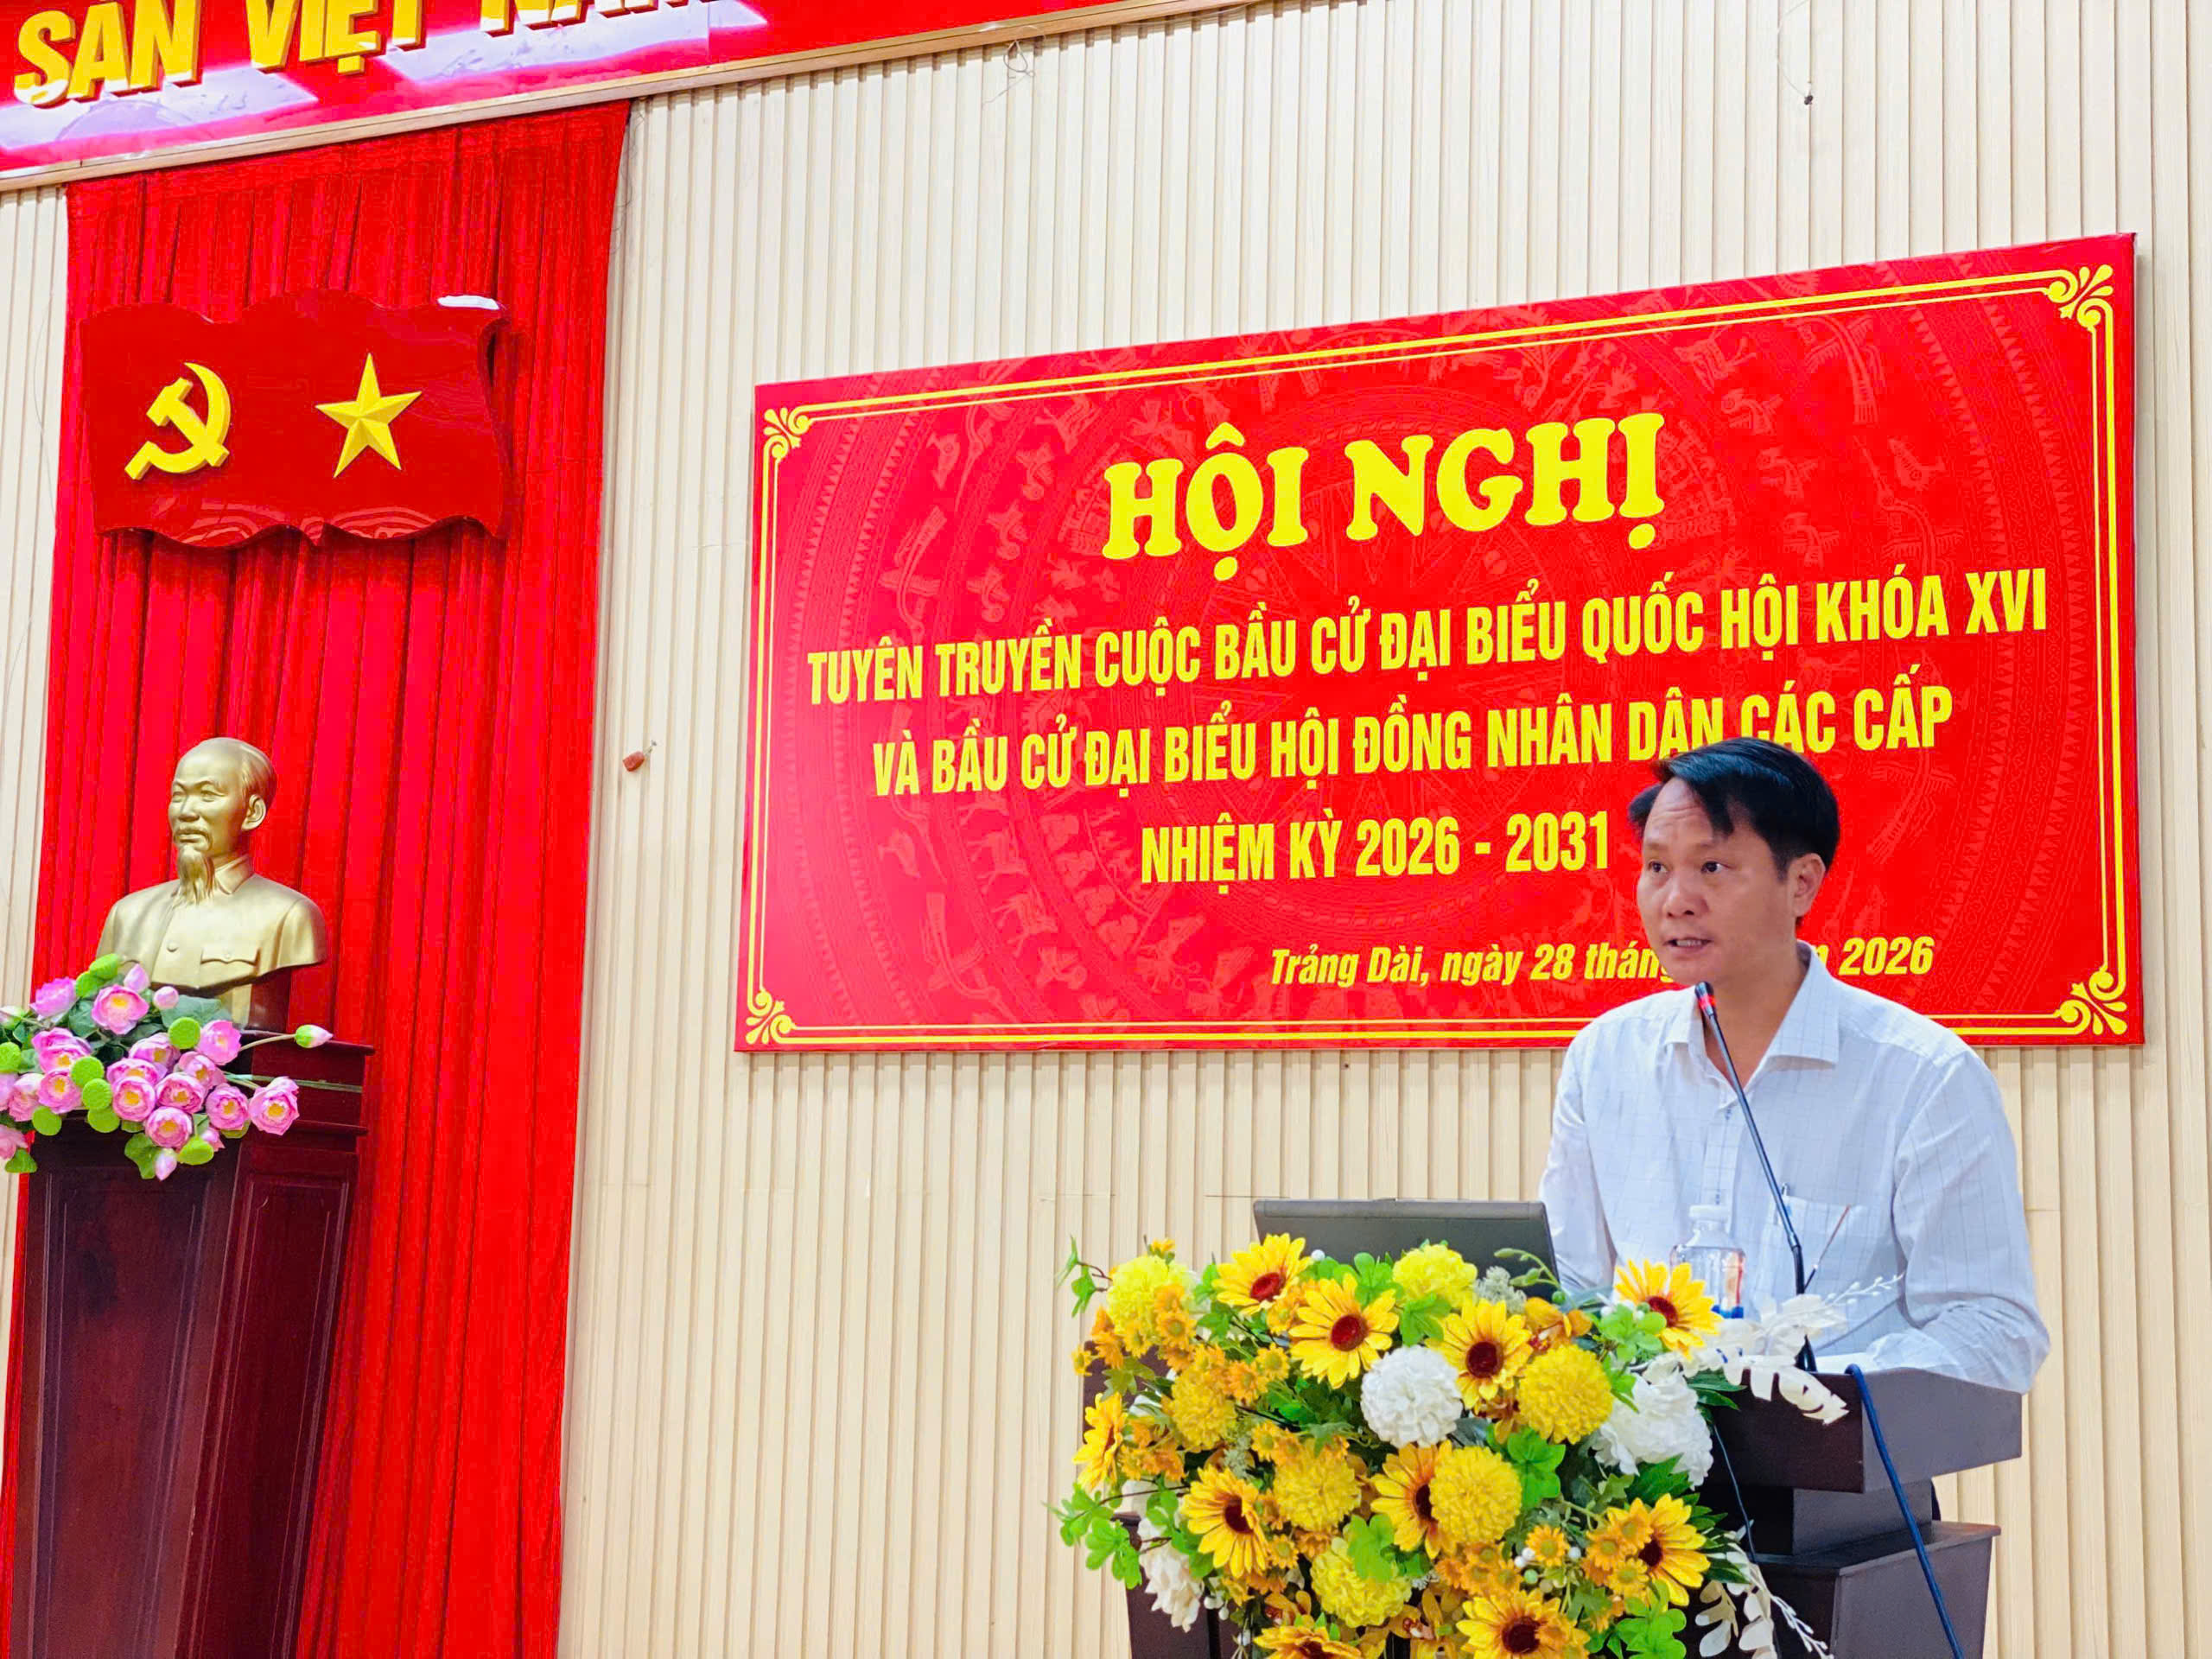 SẢN VIỆT NAM
HỘI NGHỊ
TUYÊN TRUYỀN CUỘC BẦU CỬ ĐẠI BIỂU QUỐC HỘI KHÓA XVI
VÀ BẦU CỬ ĐẠI BIỂU HỘI ĐỒNG NHÂN DÂN CÁC CẤP
NHIỆM KỲ 2026 - 2031
Trảng Dài, ngày 28 tháng 2026